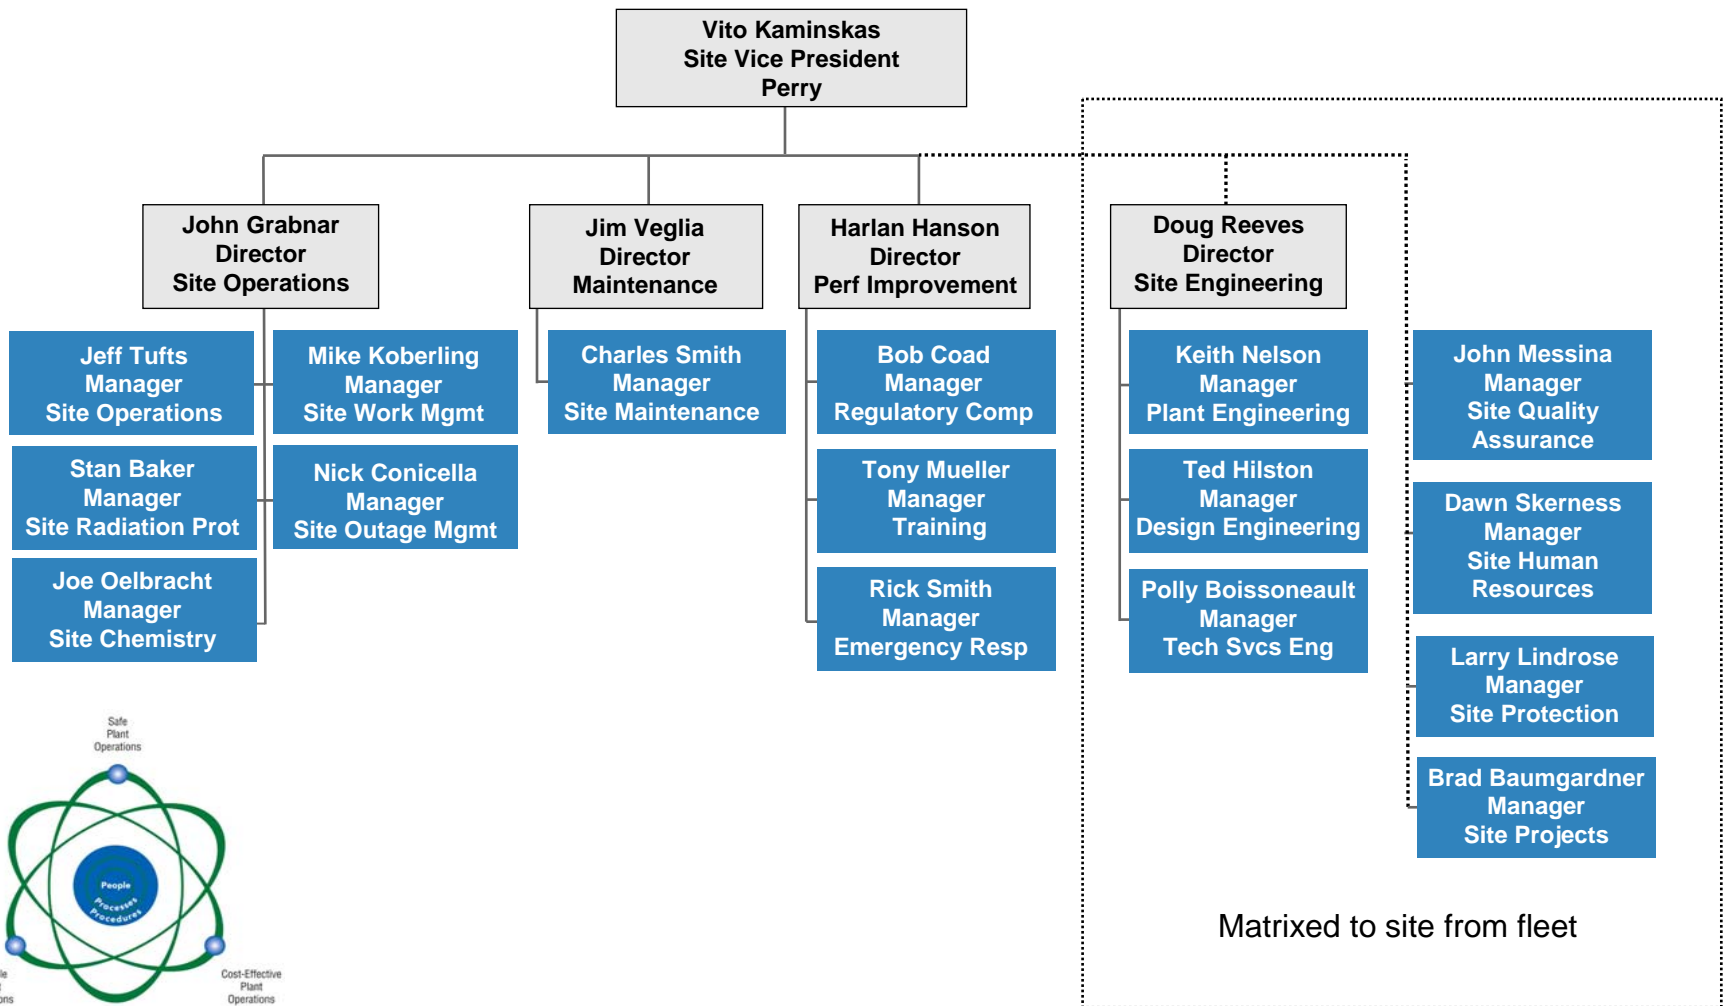 Vito Kaminskas
Site Vice President
Perry
John Grabnar
Director
Site Operations
Jim Veglia
Director
Maintenance
Harlan Hanson
Director
Perf Improvement
Doug Reeves
Director
Site Engineering
Jeff Tufts
Manager
Site Operations
Mike Koberling
Manager
Site Work Mgmt
Stan Baker
Manager
Site Radiation Prot
Nick Conicella
Manager
Site Outage Mgmt
Joe Oelbracht
Manager
Site Chemistry
Charles Smith
Manager
Site Maintenance
Bob Coad
Manager
Regulatory Comp
Tony Mueller
Manager
Training
Rick Smith
Manager
Emergency Resp
Keith Nelson
Manager
Plant Engineering
Ted Hilston
Manager
Design Engineering
Polly Boissoneault
Manager
Tech Svcs Eng
John Messina
Manager
Site Quality
Assurance
Dawn Skerness
Manager
Site Human
Resources
Larry Lindrose
Manager
Site Protection
Brad Baumgardner
Manager
Site Projects
Matrixed to site from fleet
Safe
Plant
Operations
People
Processes
Procedures
Cost-Effective
Plant
Operations